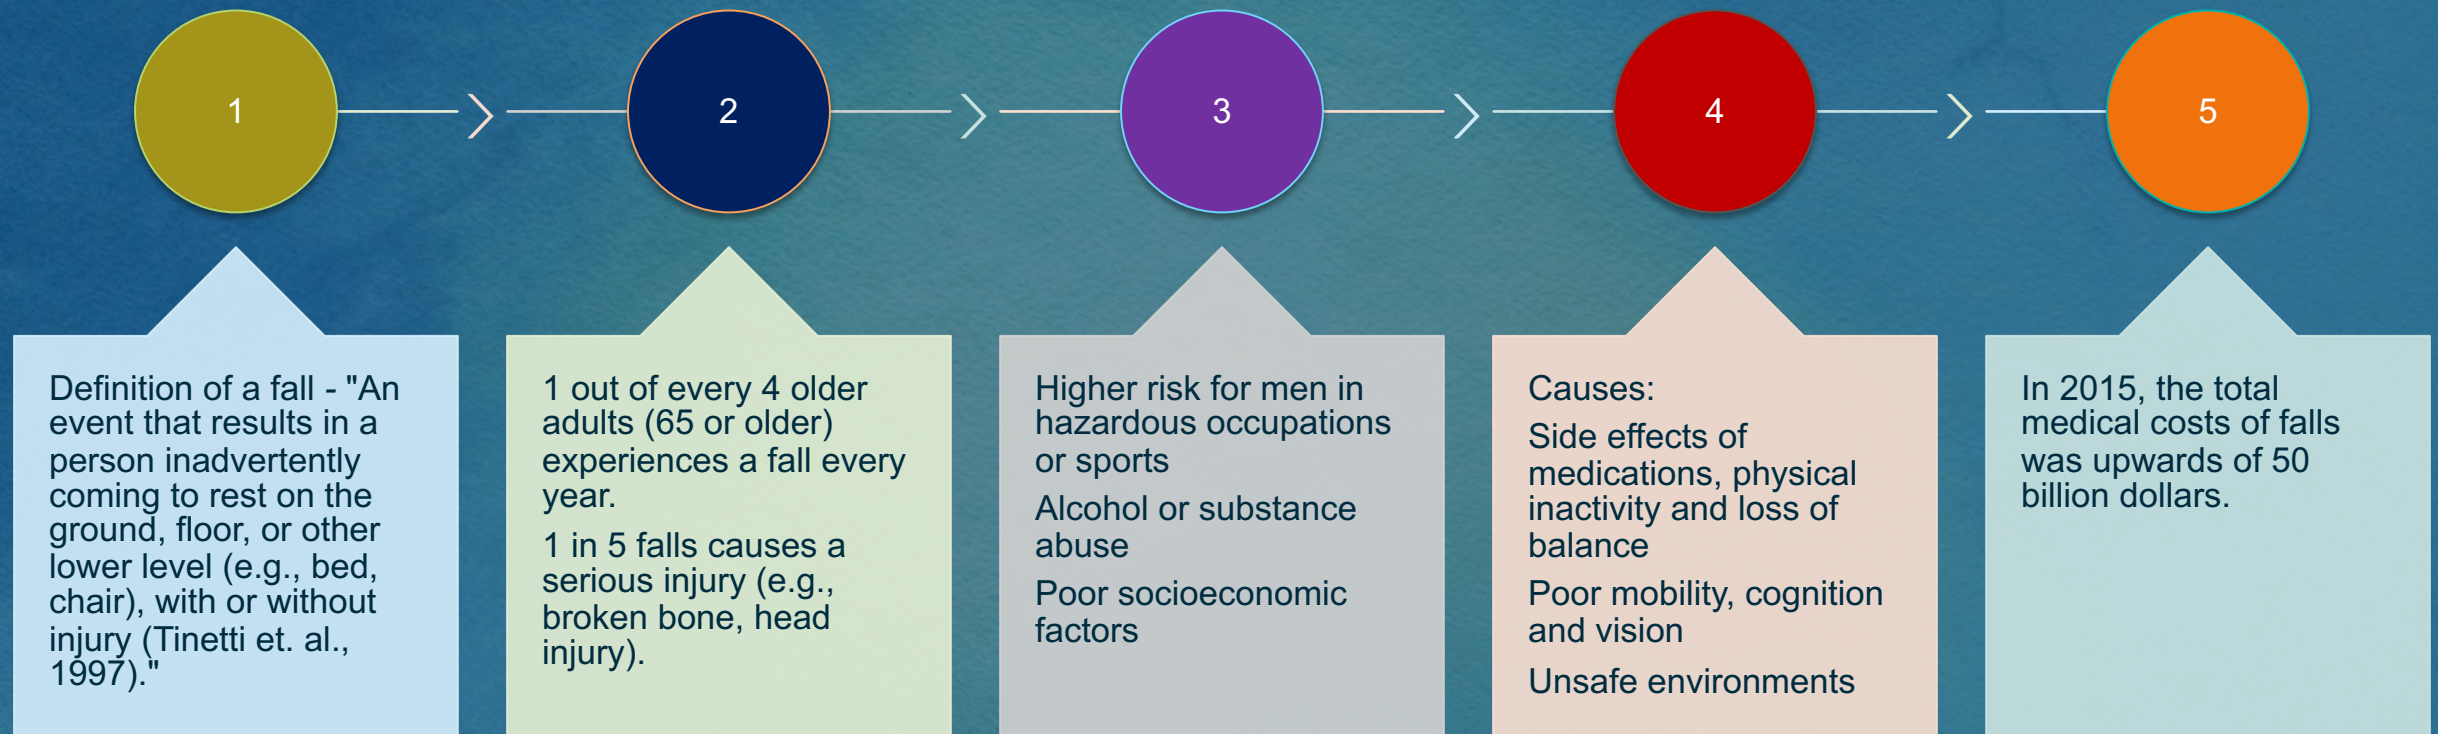 1
2
3
4
5
Definition of a fall - "An
event that results in a
person inadvertently
coming to rest on the
ground, floor, or other
lower level (e.g., bed,
chair), with or without
injury (Tinetti et. al.,
1997)."
1 out of every 4 older
adults (65 or older)
experiences a fall every
year.
1 in 5 falls causes a
serious injury (e.g.,
broken bone, head
injury).
Higher risk for men in
hazardous occupations
or sports
Alcohol or substance
abuse
Poor socioeconomic
factors
Causes:
Side effects of
medications, physical
inactivity and loss of
balance
Poor mobility, cognition
and vision
Unsafe environments
In 2015, the total
medical costs of falls
was upwards of 50
billion dollars.